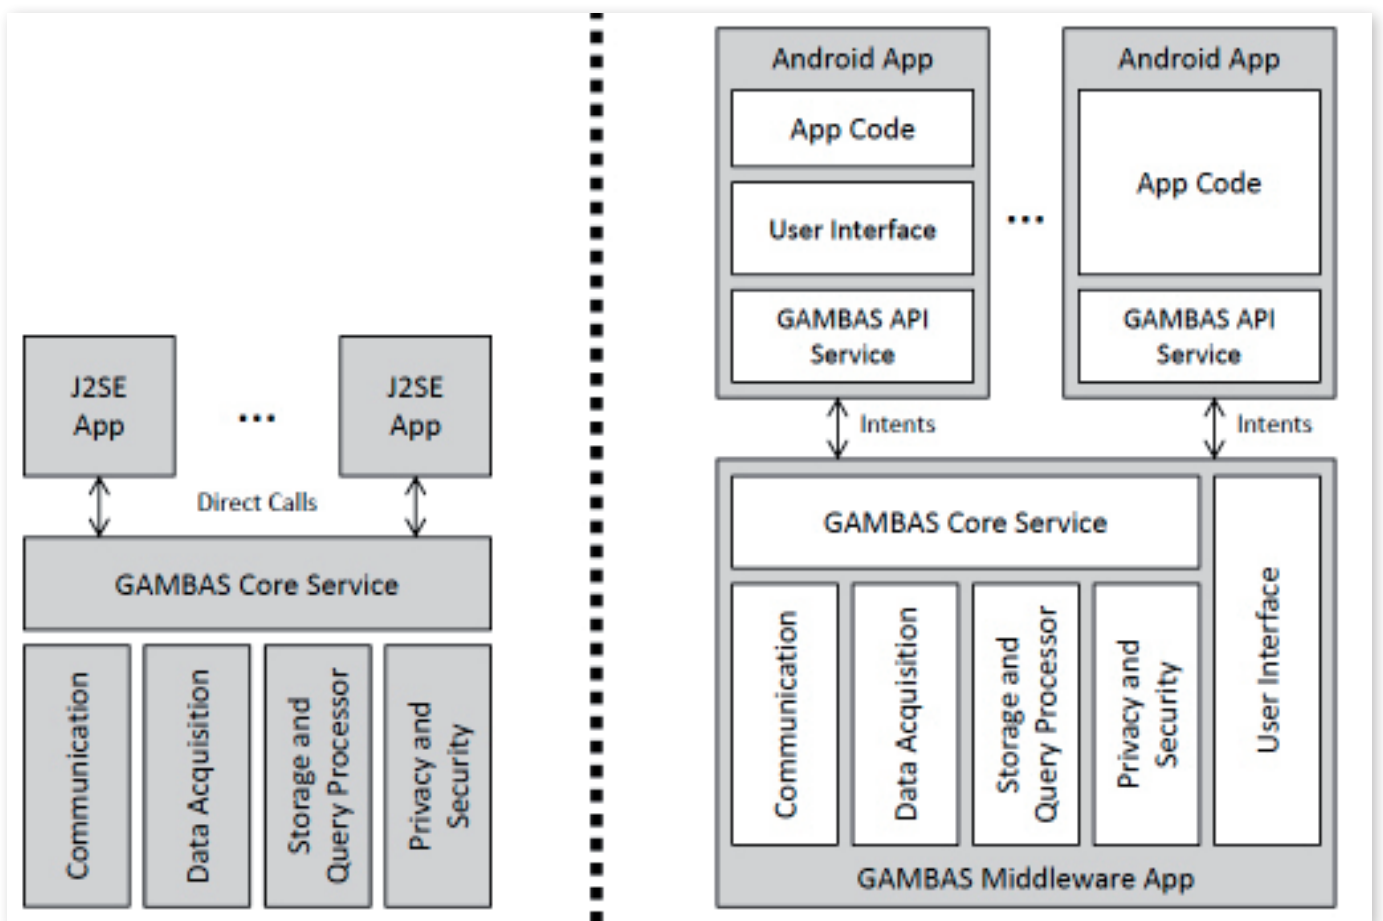 J2SE
App
...
J2SE
App
Direct Calls
GAMBAS Core Service
Communication
Data Acquisition
Storage and
Query Processor
Privacy and
Security
Android App
App Code
User Interface
GAMBAS API
Service
...
Android App
App Code
GAMBAS API
Service
Intents
Intents
GAMBAS Core Service
Communication
Data Acquisition
Storage and
Query Processor
Privacy and
Security
User Interface
GAMBAS Middleware App